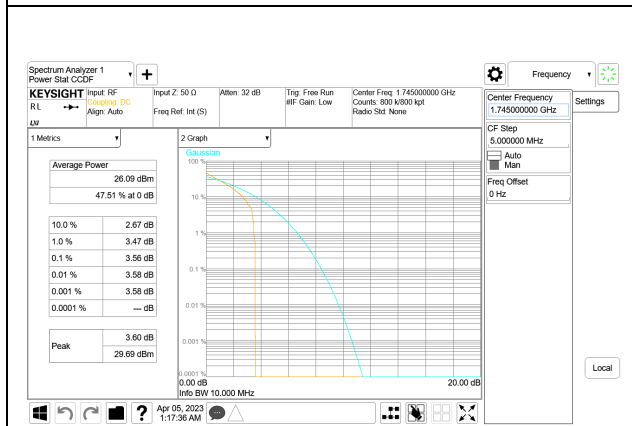 Spectrum Analyzer 1
Power Stat CCDF
Frequency
KEYSIGHT
RL
LXI
Input: RF
Coupling: DC
Align: Auto
Input Z: 50 Ω
Freq Ref: Int (S)
Atten: 32 dB
Trig: Free Run
#IF Gain: Low
Center Freq: 1.745000000 GHz
Counts: 800 k/800 kpt
Radio Std: None
Center Frequency
1.745000000 GHz
Settings
CF Step
5.000000 MHz
Auto
Man
Freq Offset
0 Hz
Local
1 Metrics
Average Power
26.09 dBm
47.51 % at 0 dB
10.0 % 2.67 dB
1.0 % 3.47 dB
0.1 % 3.56 dB
0.01 % 3.58 dB
0.001 % 3.58 dB
0.0001 % --- dB
Peak
3.60 dB
29.69 dBm
2 Graph
Gaussian
100 %
10 %
1 %
0.1 %
0.01 %
0.001 %
0.0001 %
0.00 dB 20.00 dB
Info BW 10.000 MHz
?
Apr 05, 2023
1:17:36 AM